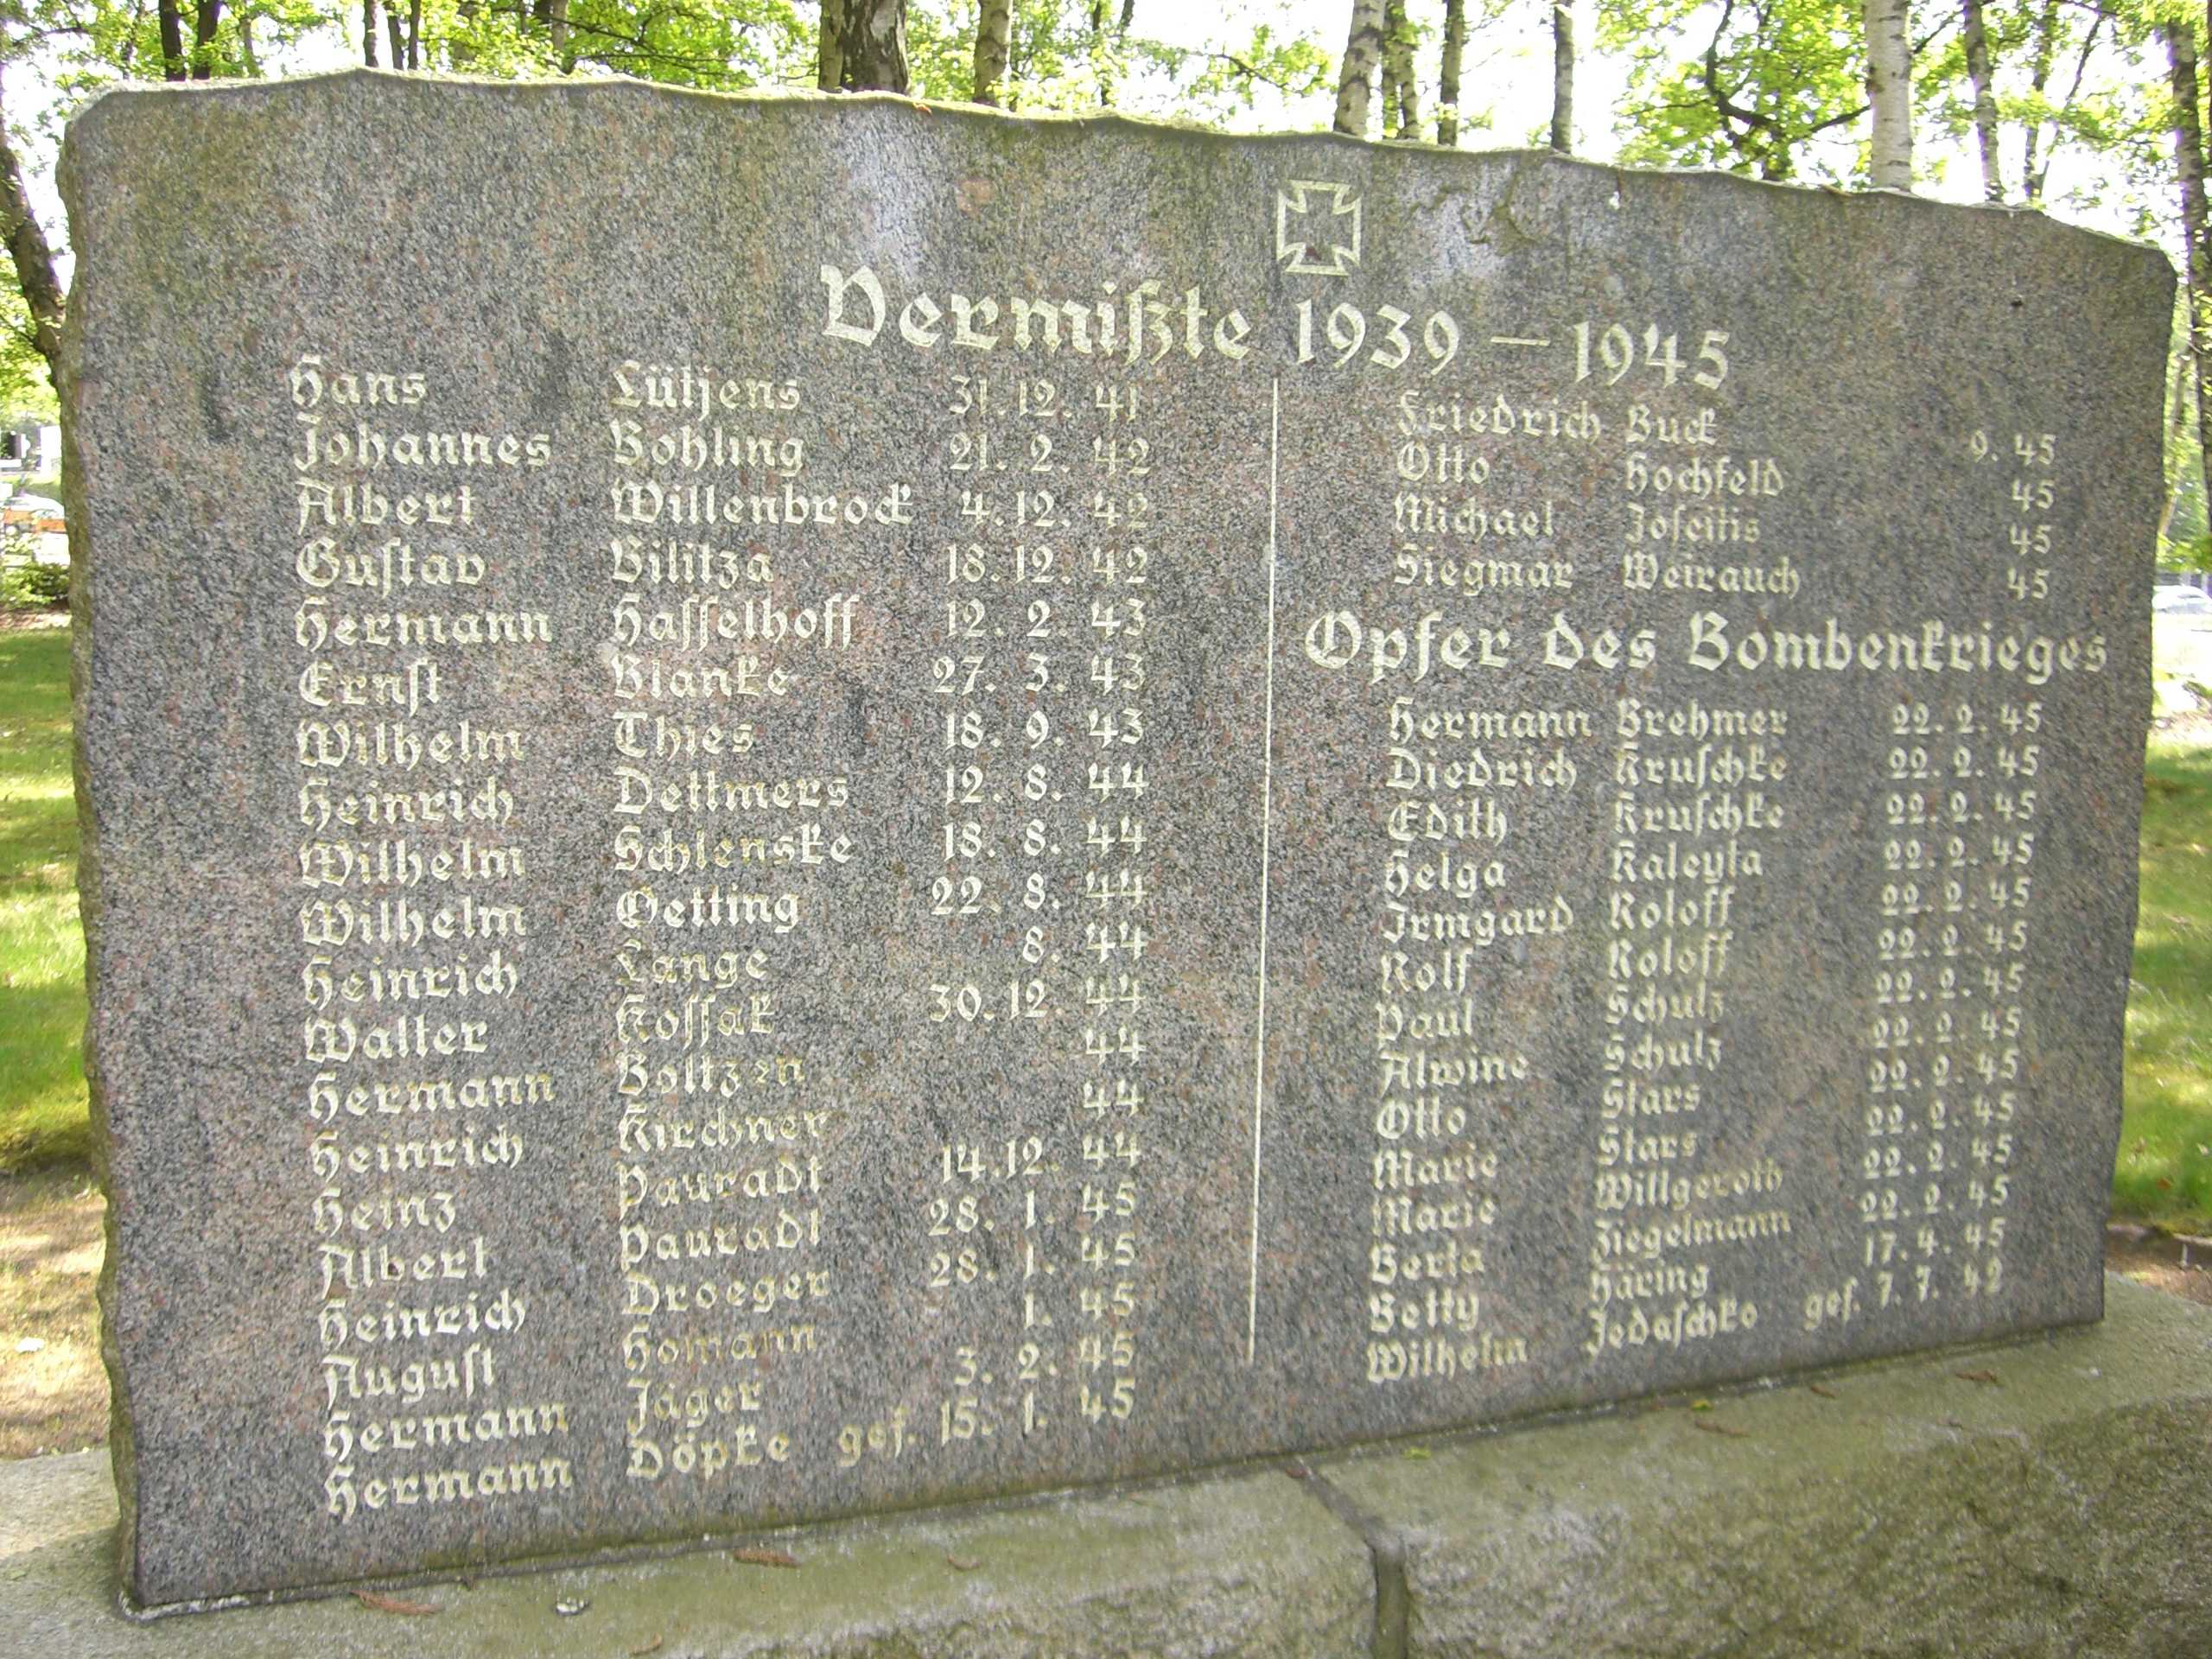 Vermißte 1939 – 1945
Hans Lütjens 31. 12. 41
Johannes Bohling 21. 2. 42
Albert Willenbrock 4. 12. 42
Gustav Bilitza 18. 12. 42
Hermann Hasselhoff 12. 2. 43
Ernst Blanke 27. 3. 43
Wilhelm Thies 18. 9. 43
Heinrich Dettmers 12. 8. 44
Wilhelm Schlenske 18. 8. 44
Wilhelm Oetting 22. 8. 44
Heinrich Lange 8. 44
Walter Kossak 30. 12. 44
Hermann Boltzen 44
Heinrich Kirchner 44
Heinz Pauradt 14. 12. 44
Albert Pauradt 28. 1. 45
Heinrich Droeger 28. 1. 45
August Homann 1. 45
Hermann Jäger 3. 2. 45
Hermann Döpke gef. 15. 1. 45
Friedrich Buck 9. 45
Otto Hochfeld 45
Michael Joseitis 45
Siegmar Weirauch 45
Opfer des Bombenkrieges
Hermann Brehmer 22. 2. 45
Diedrich Kruschke 22. 2. 45
Edith Kruschke 22. 2. 45
Helga Kaleyta 22. 2. 45
Irmgard Roloff 22. 2. 45
Rolf Roloff 22. 2. 45
Paul Schulz 22. 2. 45
Alwine Schulz 22. 2. 45
Otto Stars 22. 2. 45
Marie Stars 22. 2. 45
Marie Willgeroth 22. 2. 45
Berta Ziegelmann 22. 2. 45
Betty Häring 17. 4. 45
Wilhelm Jedaschko gef. 7. 7. 42